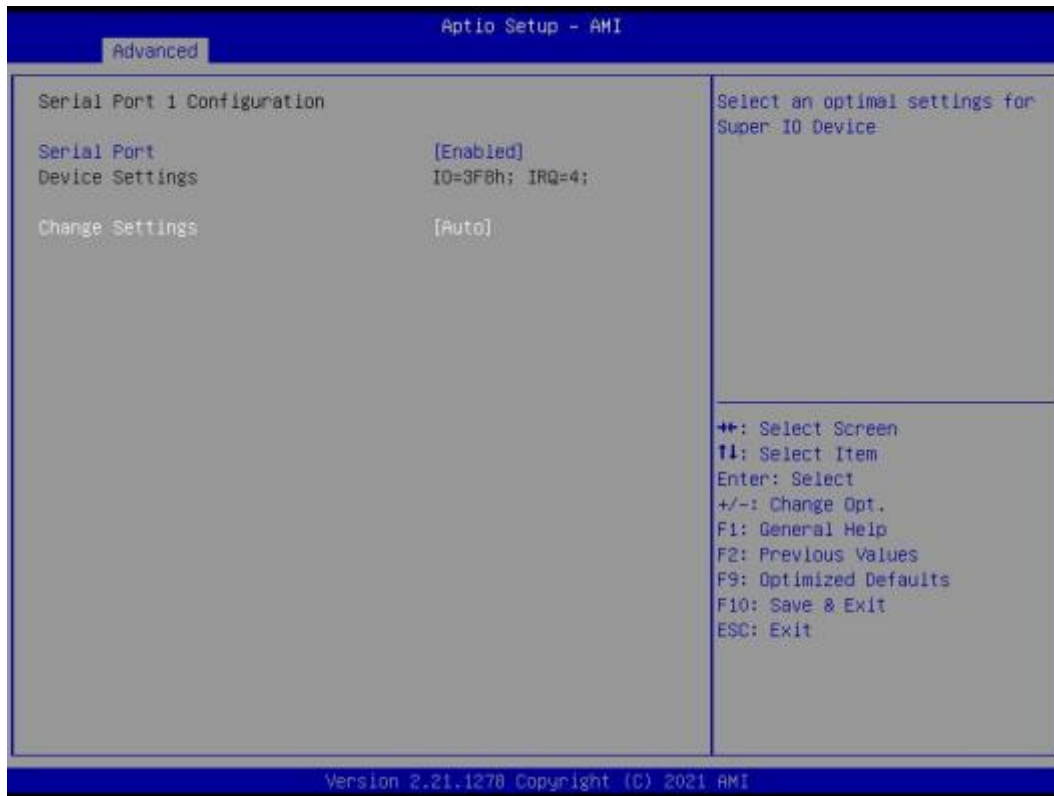 Aptio Setup – AMI
Advanced
Serial Port 1 Configuration
Serial Port [Enabled]
Device Settings IO=3F8h; IRQ=4;
Change Settings [Auto]
Select an optimal settings for
Super IO Device
→←: Select Screen
↑↓: Select Item
Enter: Select
+/-: Change Opt.
F1: General Help
F2: Previous Values
F9: Optimized Defaults
F10: Save & Exit
ESC: Exit
Version 2.21.1278 Copyright (C) 2021 AMI